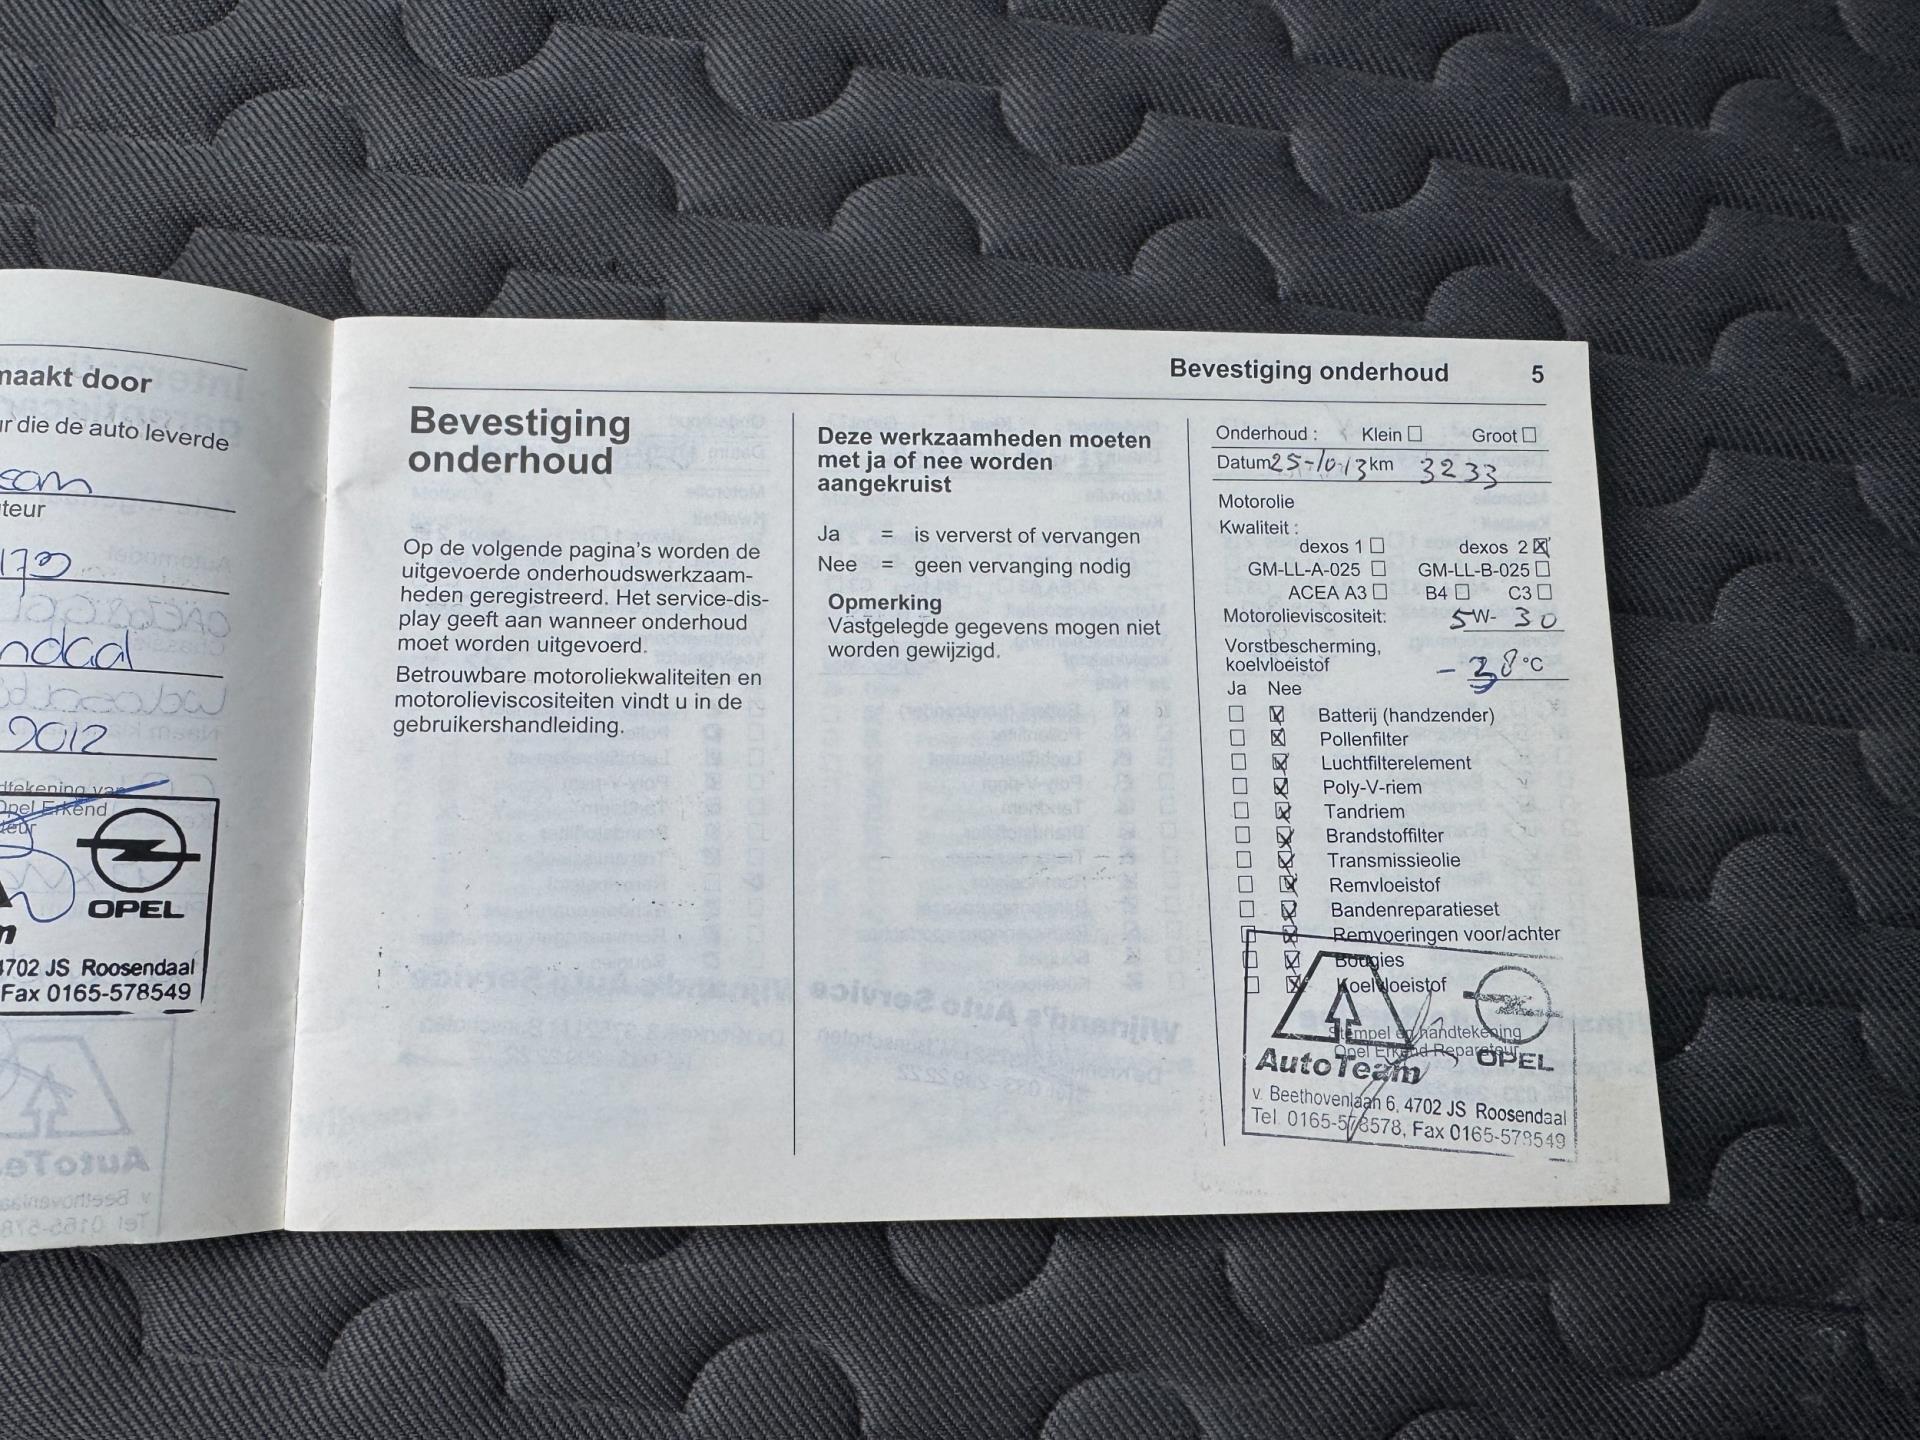 maakt door
ur die de auto leverde
teur
2012
Opel Erkend
teur
OPEL
4702 JS Roosendaal
Fax 0165-578549
Bevestiging onderhoud 5
Bevestiging
onderhoud
Op de volgende pagina's worden de
uitgevoerde onderhoudswerkzaam-
heden geregistreerd. Het service-dis-
play geeft aan wanneer onderhoud
moet worden uitgevoerd.
Betrouwbare motoroliekwaliteiten en
motorolieviscositeiten vindt u in de
gebruikershandleiding.
Deze werkzaamheden moeten
met ja of nee worden
aangekruist
Ja = is ververst of vervangen
Nee = geen vervanging nodig
Opmerking
Vastgelegde gegevens mogen niet
worden gewijzigd.
Onderhoud : Klein Groot
Datum 25-10-13 km 3233
Motorolie
Kwaliteit :
dexos 1 dexos 2
GM-LL-A-025 GM-LL-B-025
ACEA A3 B4 C3
Motorolieviscositeit: 5W-30
Vorstbescherming,
koelvloeistof -38 °C
Ja Nee
Batterij (handzender)
Pollenfilter
Luchtfilterelement
Poly-V-riem
Tandriem
Brandstoffilter
Transmissieolie
Remvloeistof
Bandenreparatieset
Remvoeringen voor/achter
Bougies
Koelvloeistof
Stempel en handtekening
Opel Erkend Reparateur
AutoTeam OPEL
v. Beethovenlaan 6, 4702 JS Roosendaal
Tel. 0165-578578, Fax 0165-578549